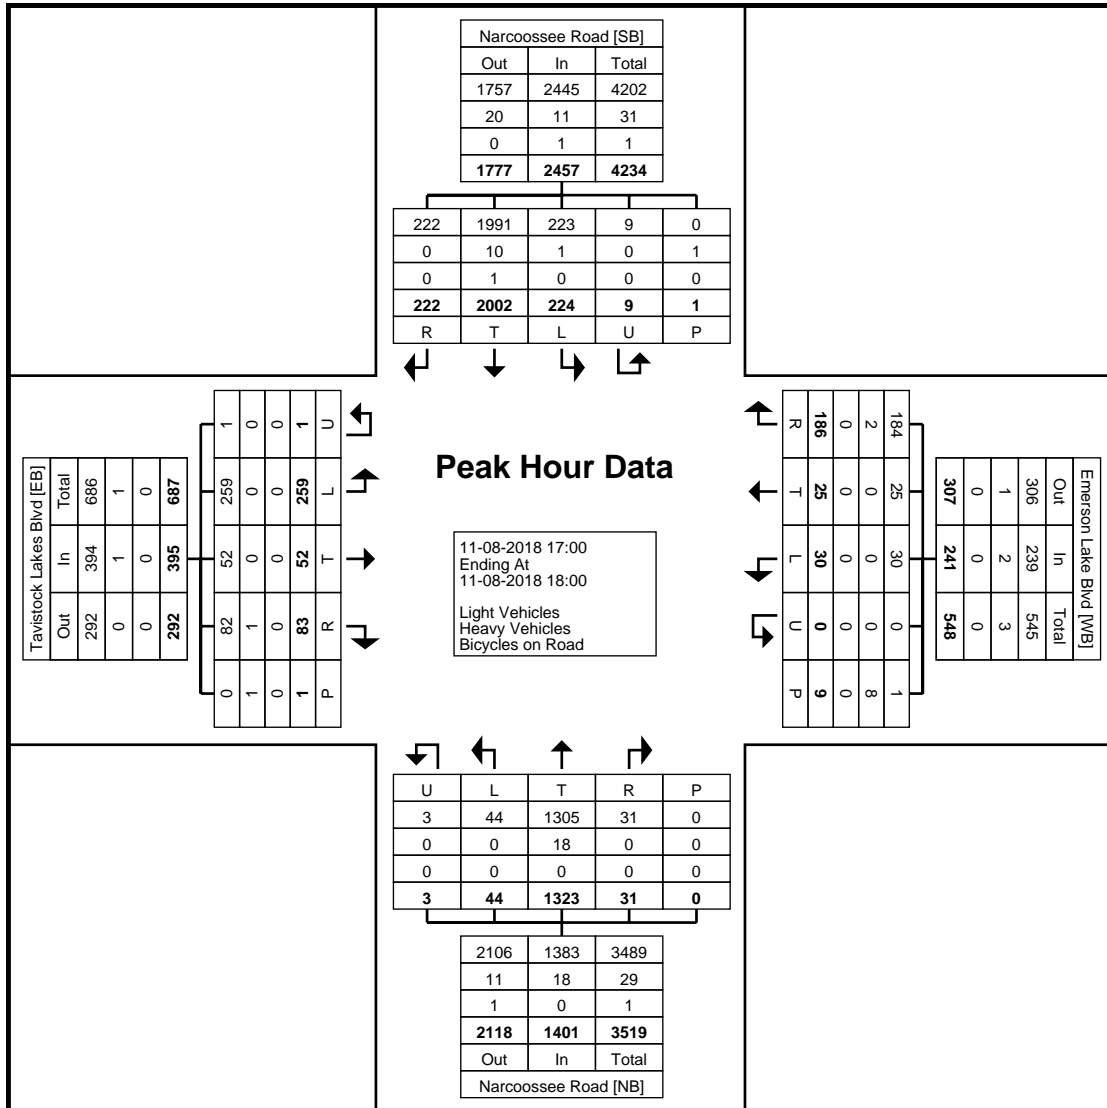 Narcoossee Road [SB]
Out In Total
1757 2445 4202
20 11 31
0 1 1
1777 2457 4234
222 1991 223 9 0
0 10 1 0 1
0 1 0 0 0
222 2002 224 9 1
R T L U P
Tavistock Lakes Blvd [EB]
Total In Out
686 394 292
1 1 0
0 0 0
687 395 292
1 259 52 82 0
0 0 0 1 1
0 0 0 0 0
1 259 52 83 1
U L T R P
Peak Hour Data
11-08-2018 17:00
Ending At
11-08-2018 18:00
Light Vehicles
Heavy Vehicles
Bicycles on Road
Emerson Lake Blvd [WB]
Out In Total
306 239 545
1 2 3
0 0 0
307 241 548
184 25 30 0 1
2 0 0 0 8
0 0 0 0 0
186 25 30 0 9
R T L U P
U L T R P
3 44 1305 31 0
0 0 18 0 0
0 0 0 0 0
3 44 1323 31 0
2106 1383 3489
11 18 29
1 0 1
2118 1401 3519
Out In Total
Narcoossee Road [NB]